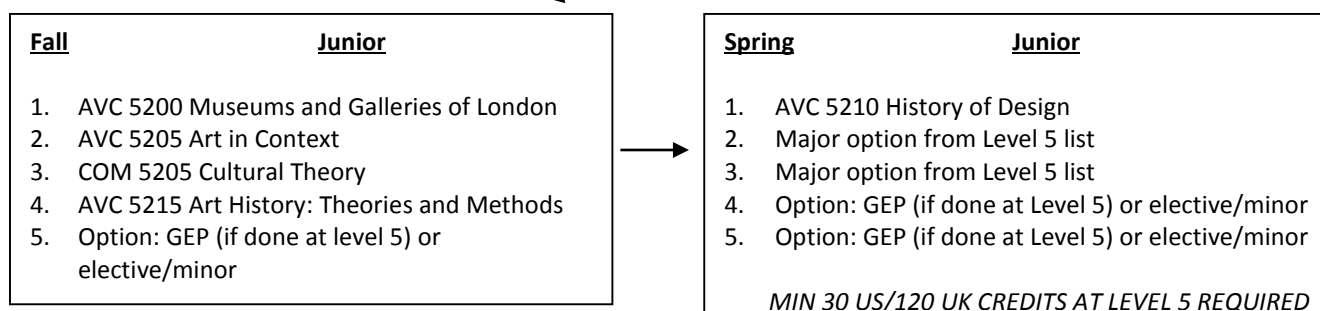 Fall Junior
1. AVC 5200 Museums and Galleries of London
2. AVC 5205 Art in Context
3. COM 5205 Cultural Theory
4. AVC 5215 Art History: Theories and Methods
5. Option: GEP (if done at level 5) or
elective/minor
Spring Junior
1. AVC 5210 History of Design
2. Major option from Level 5 list
3. Major option from Level 5 list
4. Option: GEP (if done at Level 5) or elective/minor
5. Option: GEP (if done at Level 5) or elective/minor
MIN 30 US/120 UK CREDITS AT LEVEL 5 REQUIRED